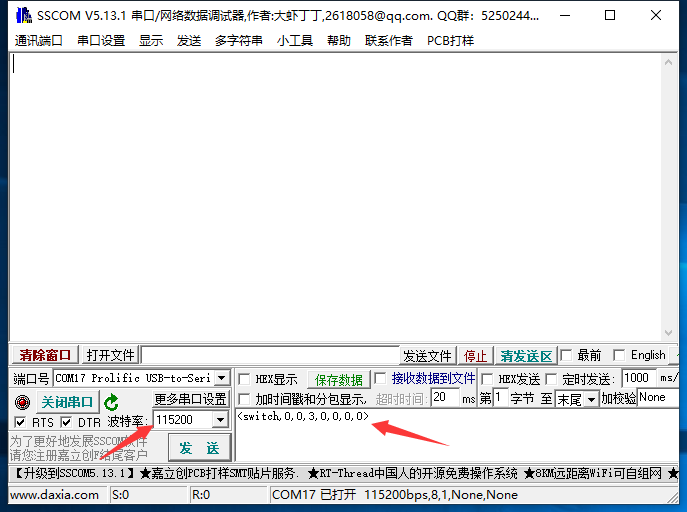 SSCOM V5.13.1 串口/网络数据调试器,作者:大虾丁丁,2618058@qq.com. QQ群: 5250244...
通讯端口 串口设置 显示 发送 多字符串 小工具 帮助 联系作者 PCB打样
清除窗口 打开文件 发送文件 停止 清发送区 最前 English
端口号 COM17 Prolific USB-to-Seri HEX显示 保存数据 接收数据到文件 HEX发送 定时发送: 1000 ms/
关闭串口 更多串口设置 加时间戳和分包显示, 超时时间: 20 ms 第1 字节 至 末尾 加校验None
RTS DTR 波特率: 115200 <switch,0,0,3,0,0,0,0>
为了更好地发展SSCOM软件
请您注册嘉立创F结尾客户
发 送
【升级到SSCOM5.13.1】★嘉立创PCB打样SMT贴片服务. ★RT-Thread中国人的开源免费操作系统 ★8KM远距离WiFi可自组网
www.daxia.com S:0 R:0 COM17 已打开 115200bps,8,1,None,None